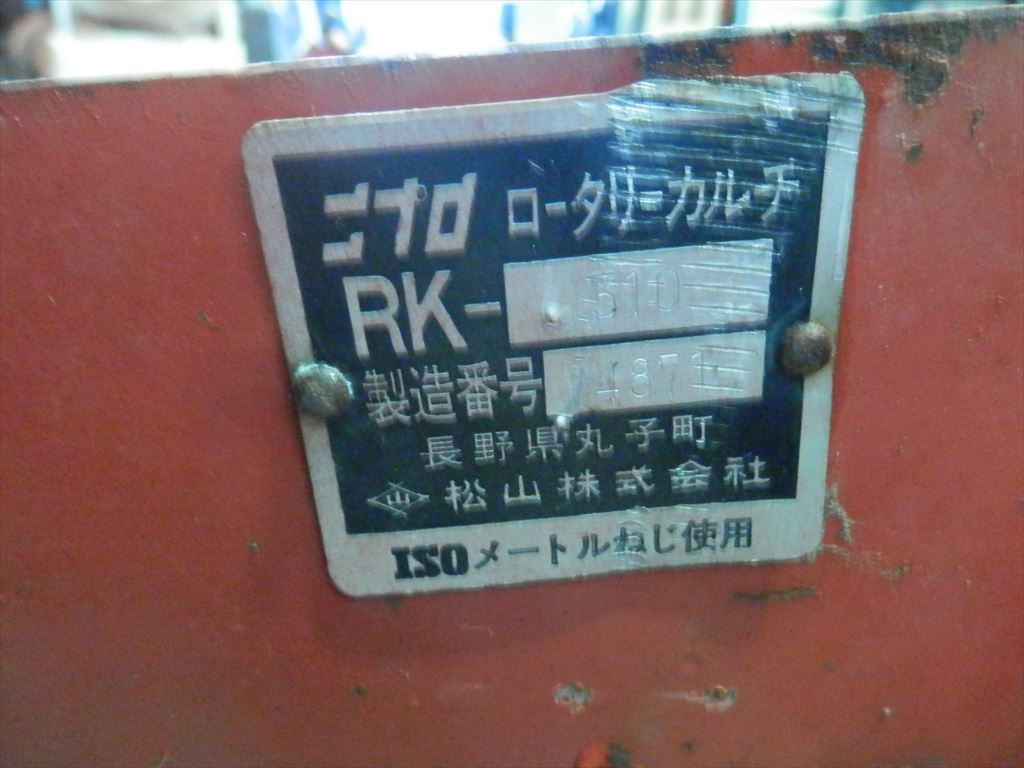 ニプロ ロータリーカルチ
RK-310
製造番号 74871
長野県丸子町
松山株式会社
ISOメートルねじ使用